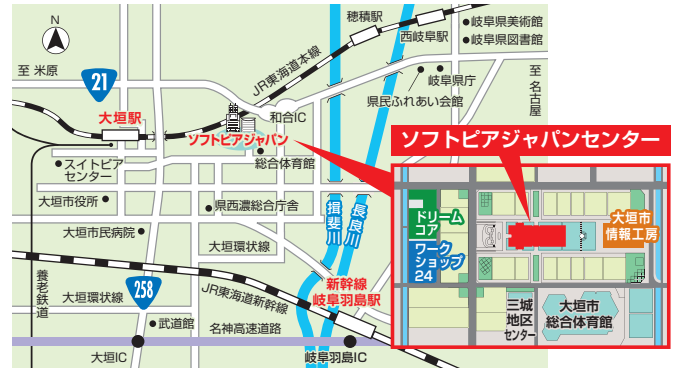 N
穂積駅
西岐阜駅
岐阜県美術館
岐阜県図書館
至 米原
21
JR東海道本線
岐阜県庁
県民ふれあい会館
至 名古屋
大垣駅
和合IC
ソフトピアジャパン
総合体育館
スイトピア
センター
大垣市役所
県西濃総合庁舎
揖斐川
長良川
大垣市民病院
大垣環状線
養老鉄道
258
大垣環状線
JR東海道新幹線
新幹線
岐阜羽島駅
武道館
名神高速道路
大垣IC
岐阜羽島IC
ソフトピアジャパンセンター
ドリーム
コア
ワーク
ショップ
24
大垣市
情報工房
三城
地区
センター
大垣市
総合体育館